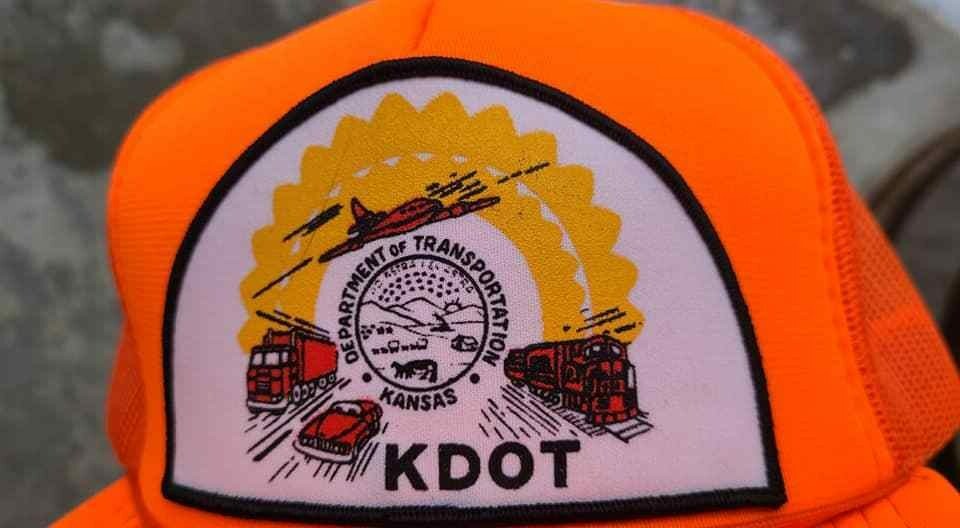 DEPARTMENT OF TRANSPORTATION
KANSAS
KDOT